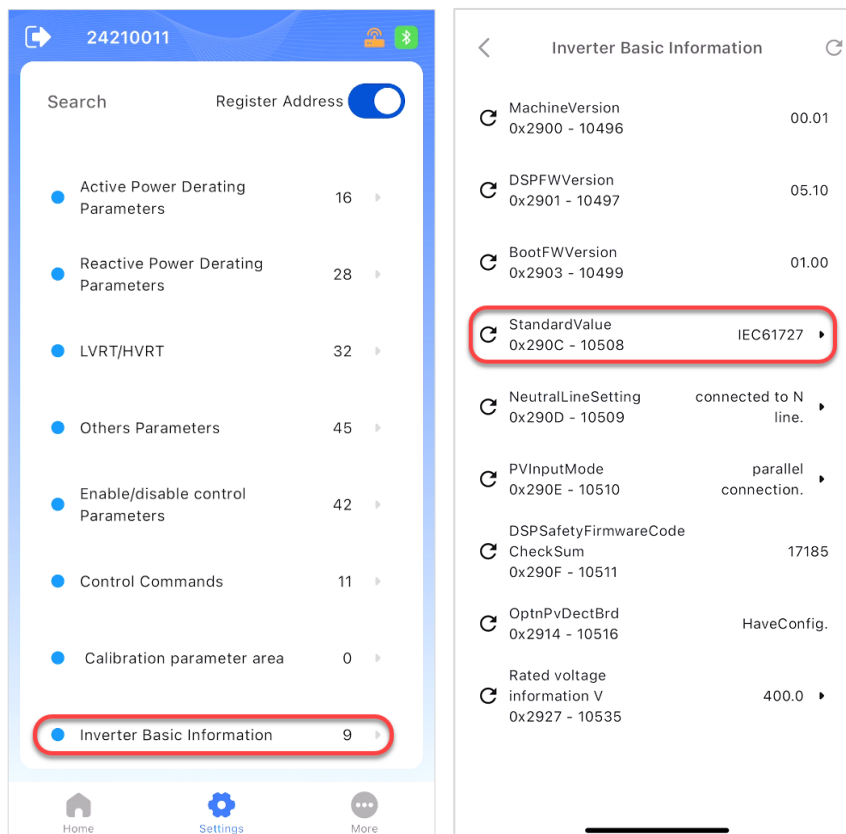 24210011
Search
Register Address
Active Power Derating
Parameters
16
Reactive Power Derating
Parameters
28
LVRT/HVRT
32
Others Parameters
45
Enable/disable control
Parameters
42
Control Commands
11
Calibration parameter area
0
Inverter Basic Information
9
Home
Settings
More
Inverter Basic Information
MachineVersion
0x2900 - 10496
00.01
DSPFWVersion
0x2901 - 10497
05.10
BootFWVersion
0x2903 - 10499
01.00
StandardValue
0x290C - 10508
IEC61727
NeutralLineSetting
0x290D - 10509
connected to N
line.
PVInputMode
0x290E - 10510
parallel
connection.
DSPSafetyFirmwareCode
CheckSum
0x290F - 10511
17185
OptnPvDectBrd
0x2914 - 10516
HaveConfig.
Rated voltage
information V
0x2927 - 10535
400.0